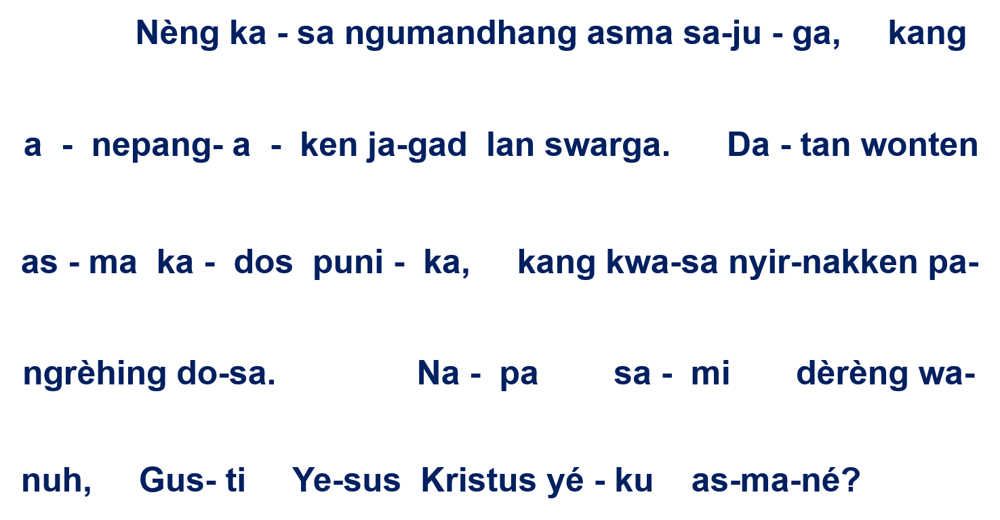 Nèng ka - sa ngumandhang asma sa-ju - ga, kang
a - nepang- a - ken ja-gad lan swarga. Da - tan wonten
as - ma ka - dos puni - ka, kang kwa-sa nyir-nakken pa-
ngrèhing do-sa. Na - pa sa - mi dèrèng wa-
nuh, Gus- ti Ye-sus Kristus yé - ku as-ma-né?